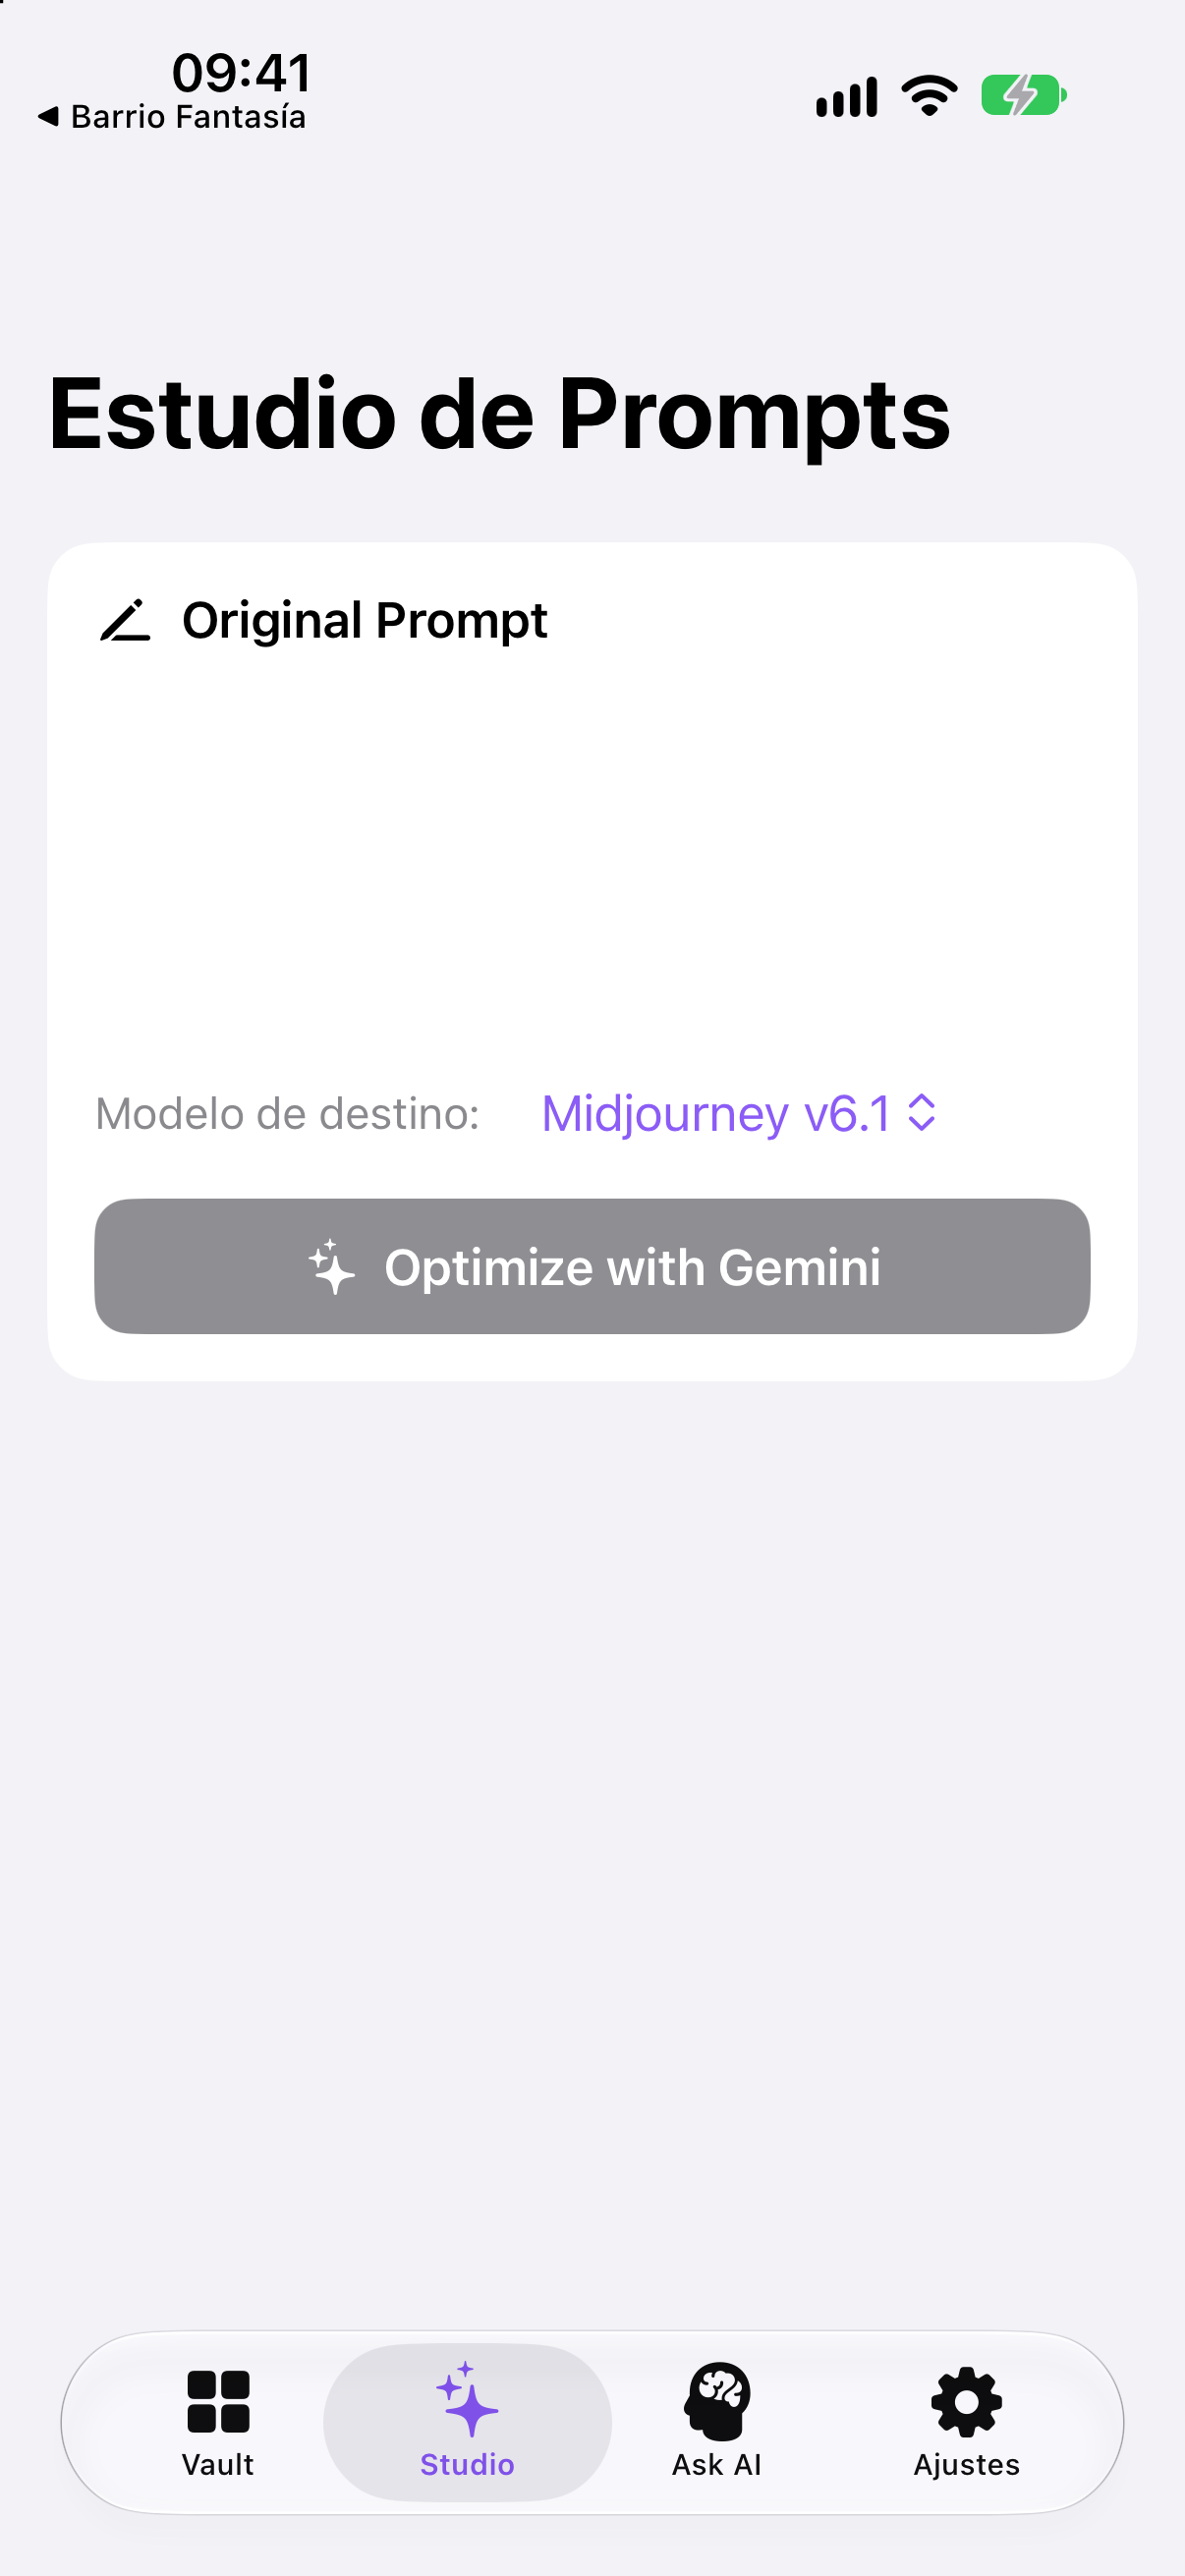 09:41
Barrio Fantasía
Estudio de Prompts
Original Prompt
Modelo de destino: Midjourney v6.1
Optimize with Gemini
Vault Studio Ask AI Ajustes